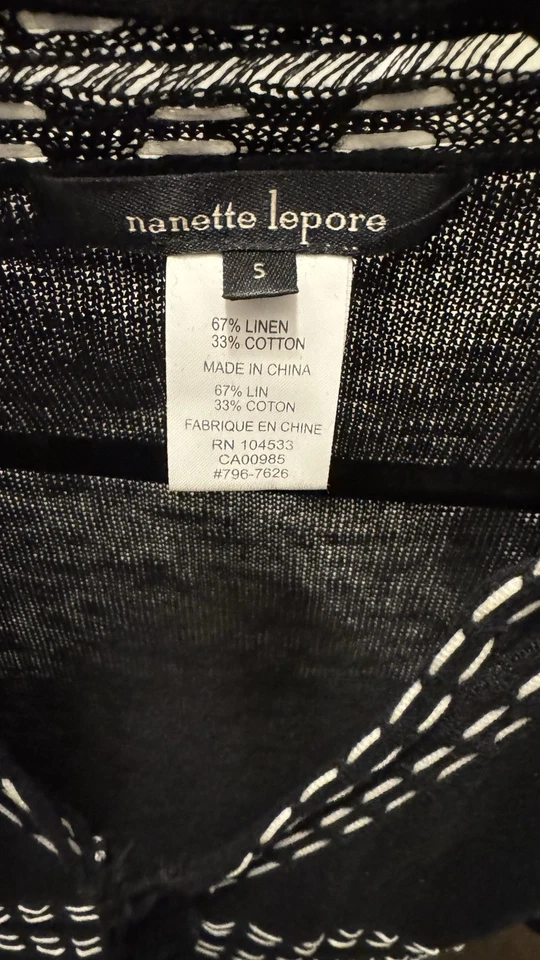 nanette lepore
S
67% LINEN
33% COTTON
MADE IN CHINA
67% LIN
33% COTON
FABRIQUE EN CHINE
RN 104533
CA00985
#796-7626